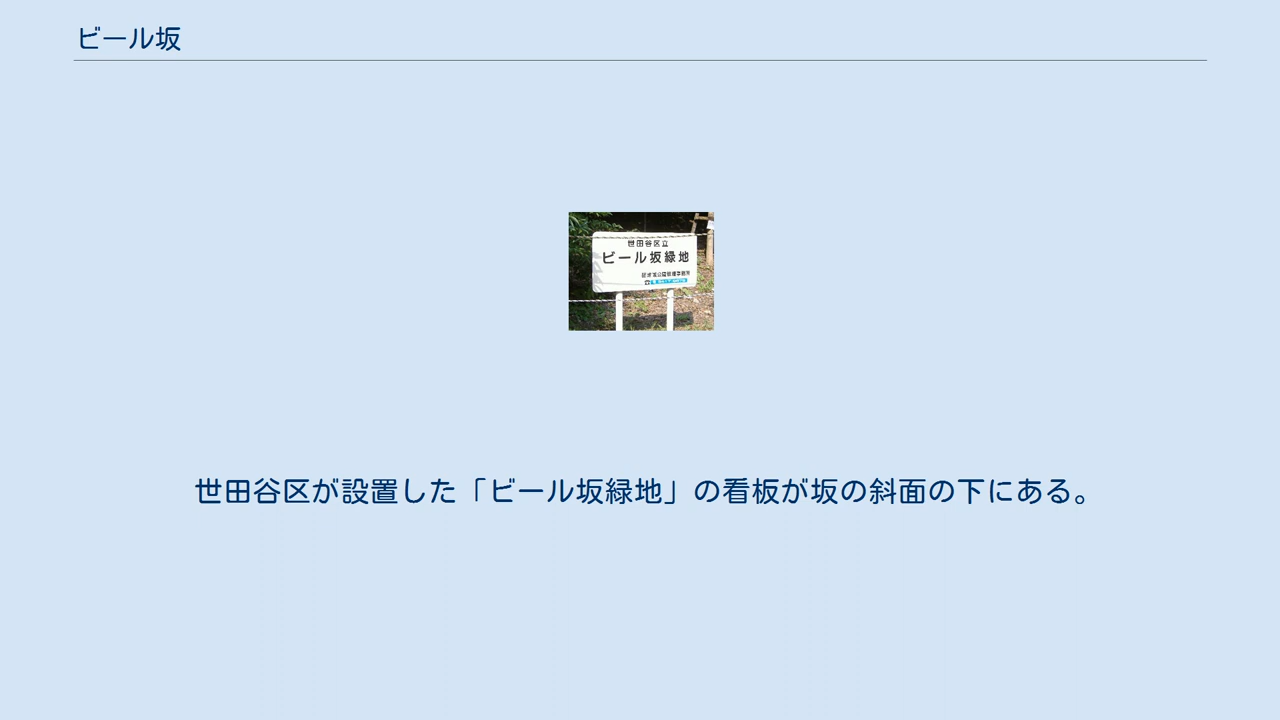 ビール坂
世田谷区立
ビール坂緑地
世田谷区が設置した「ビール坂緑地」の看板が坂の斜面の下にある。